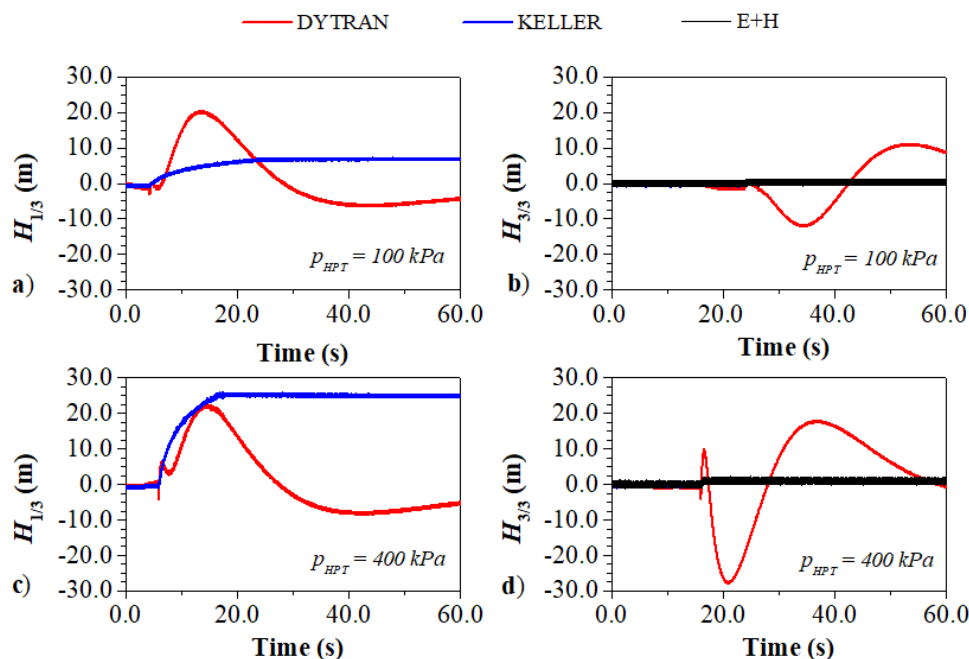 DYTRAN KELLER E+H
30.0 30.0
20.0 20.0
10.0 10.0
0.0 0.0
-10.0 -10.0
-20.0 -20.0
-30.0 -30.0
H1/3 (m) H3/3 (m)
pHPT = 100 kPa pHPT = 100 kPa
a) b)
0.0 20.0 40.0 60.0 0.0 20.0 40.0 60.0
Time (s) Time (s)
30.0 30.0
20.0 20.0
10.0 10.0
0.0 0.0
-10.0 -10.0
-20.0 -20.0
-30.0 -30.0
H1/3 (m) H3/3 (m)
pHPT = 400 kPa pHPT = 400 kPa
c) d)
0.0 20.0 40.0 60.0 0.0 20.0 40.0 60.0
Time (s) Time (s)